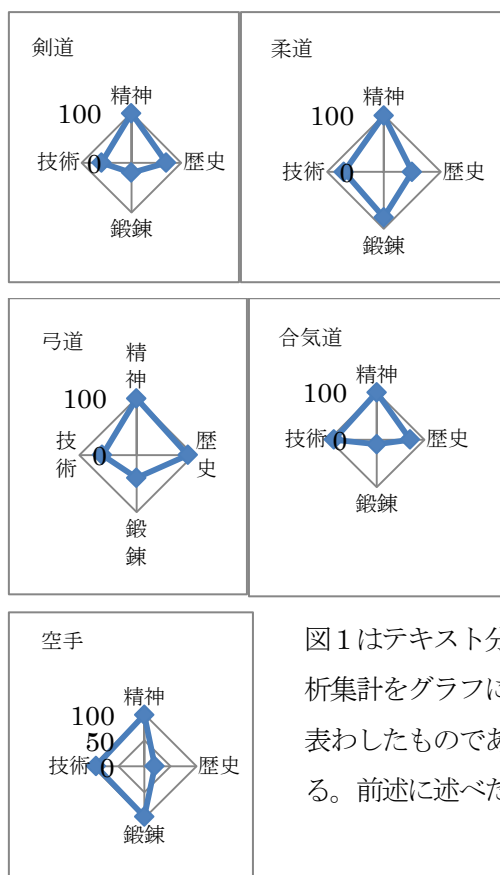 剣道
精神
100
技術
0
歴史
鍛錬
柔道
精神
100
技術
0
歴史
鍛錬
弓道
精
神
100
技
術
0
歴
史
鍛
錬
合気道
精神
100
技術
0
歴史
鍛錬
空手
精神
100
50
技術
0
歴史
鍛錬
図1はテキスト分
析集計をグラフに
表わしたものであ
る。前述に述べた